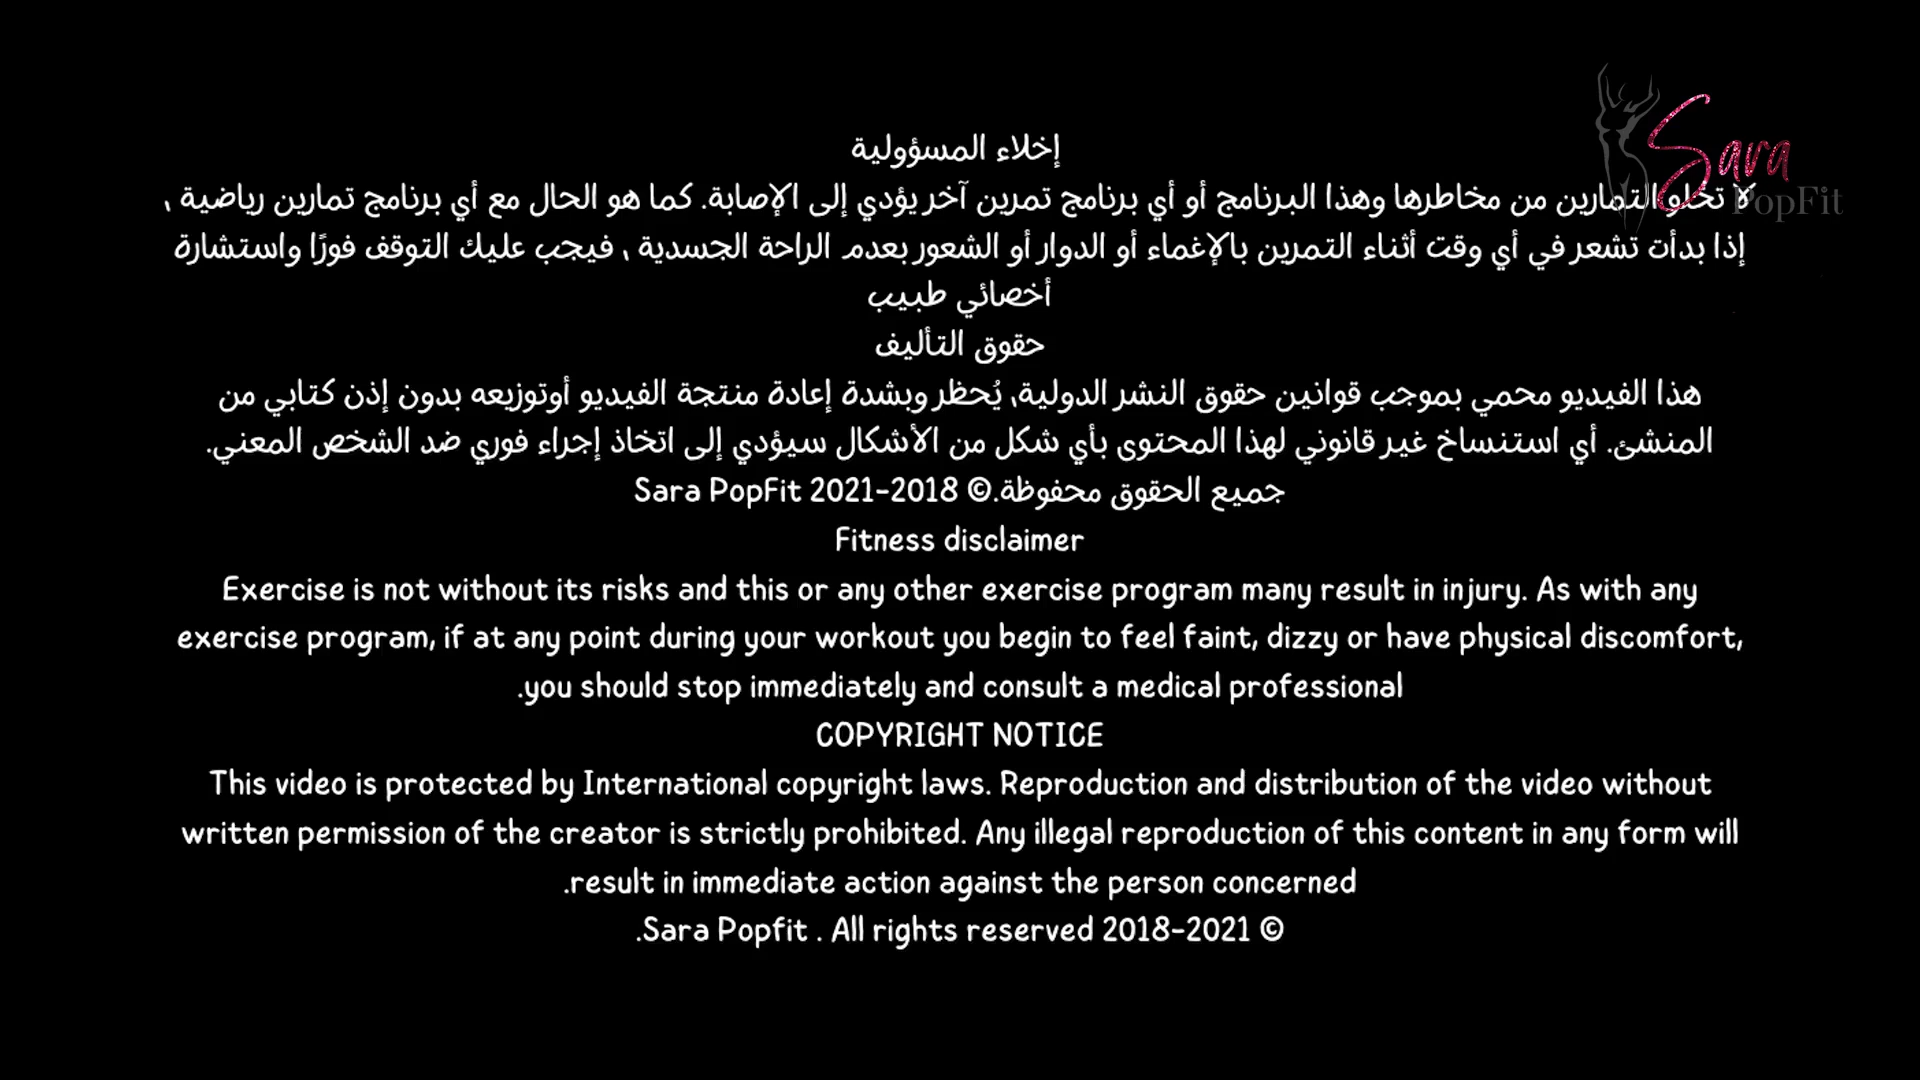 Sara
PopFit
إخلاء المسؤولية
لا تخلو التمارين من مخاطرها وهذا البرنامج أو أي برنامج تمرين آخر يؤدي إلى الإصابة. كما هو الحال مع أي برنامج تمارين رياضية ،
إذا بدأت تشعر في أي وقت أثناء التمرين بالإغماء أو الدوار أو الشعور بعدم الراحة الجسدية ، فيجب عليك التوقف فورًا واستشارة
أخصائي طبيب
حقوق التأليف
هذا الفيديو محمي بموجب قوانين حقوق النشر الدولية، يُحظر وبشدة إعادة منتجة الفيديو أوتوزيعه بدون إذن كتابي من
المنشئ. أي استنساخ غير قانوني لهذا المحتوى بأي شكل من الأشكال سيؤدي إلى اتخاذ إجراء فوري ضد الشخص المعني.
جميع الحقوق محفوظة.© 2018-2021 Sara PopFit
Fitness disclaimer
Exercise is not without its risks and this or any other exercise program many result in injury. As with any
exercise program, if at any point during your workout you begin to feel faint, dizzy or have physical discomfort,
.you should stop immediately and consult a medical professional
COPYRIGHT NOTICE
This video is protected by International copyright laws. Reproduction and distribution of the video without
written permission of the creator is strictly prohibited. Any illegal reproduction of this content in any form will
.result in immediate action against the person concerned
.Sara Popfit . All rights reserved 2018-2021 ©